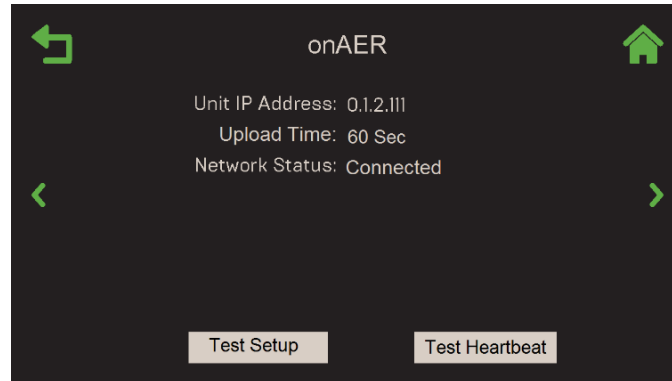 onAER
Unit IP Address: 0.1.2.111
Upload Time: 60 Sec
Network Status: Connected
Test Setup
Test Heartbeat